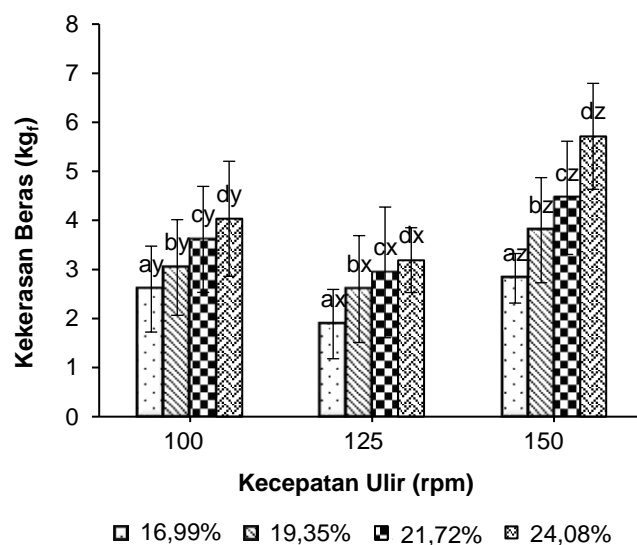 Kekerasan Beras (kgf)
8
7
6
5
4
3
2
1
0
ay
by
cy
dy
ax
bx
cx
dx
az
bz
cz
dz
100
125
150
Kecepatan Ulir (rpm)
16,99% 19,35% 21,72% 24,08%